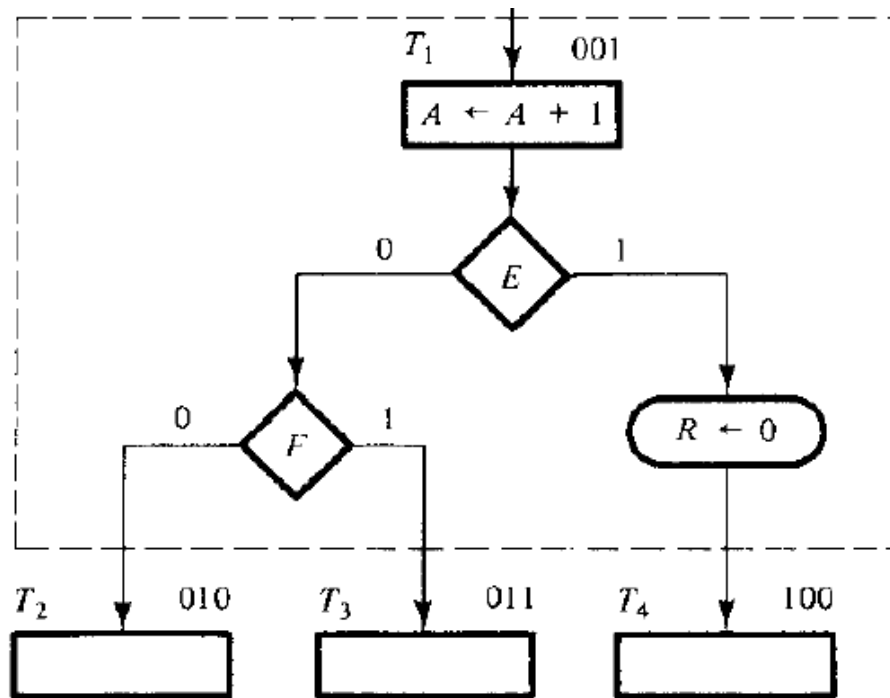 T₁ 001
A ← A + 1
0 1
E
0 1
F
R ← 0
T₂ 010 T₃ 011 T₄ 100